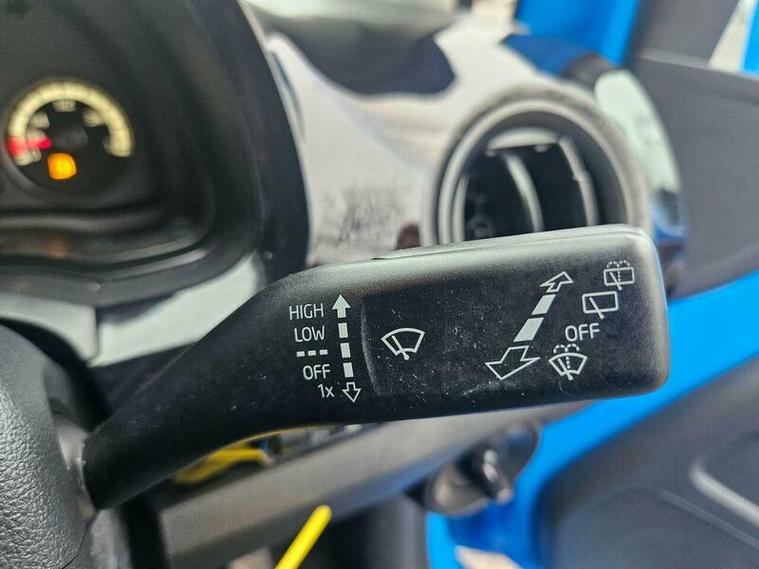 HIGH
LOW
---
OFF
1x
OFF